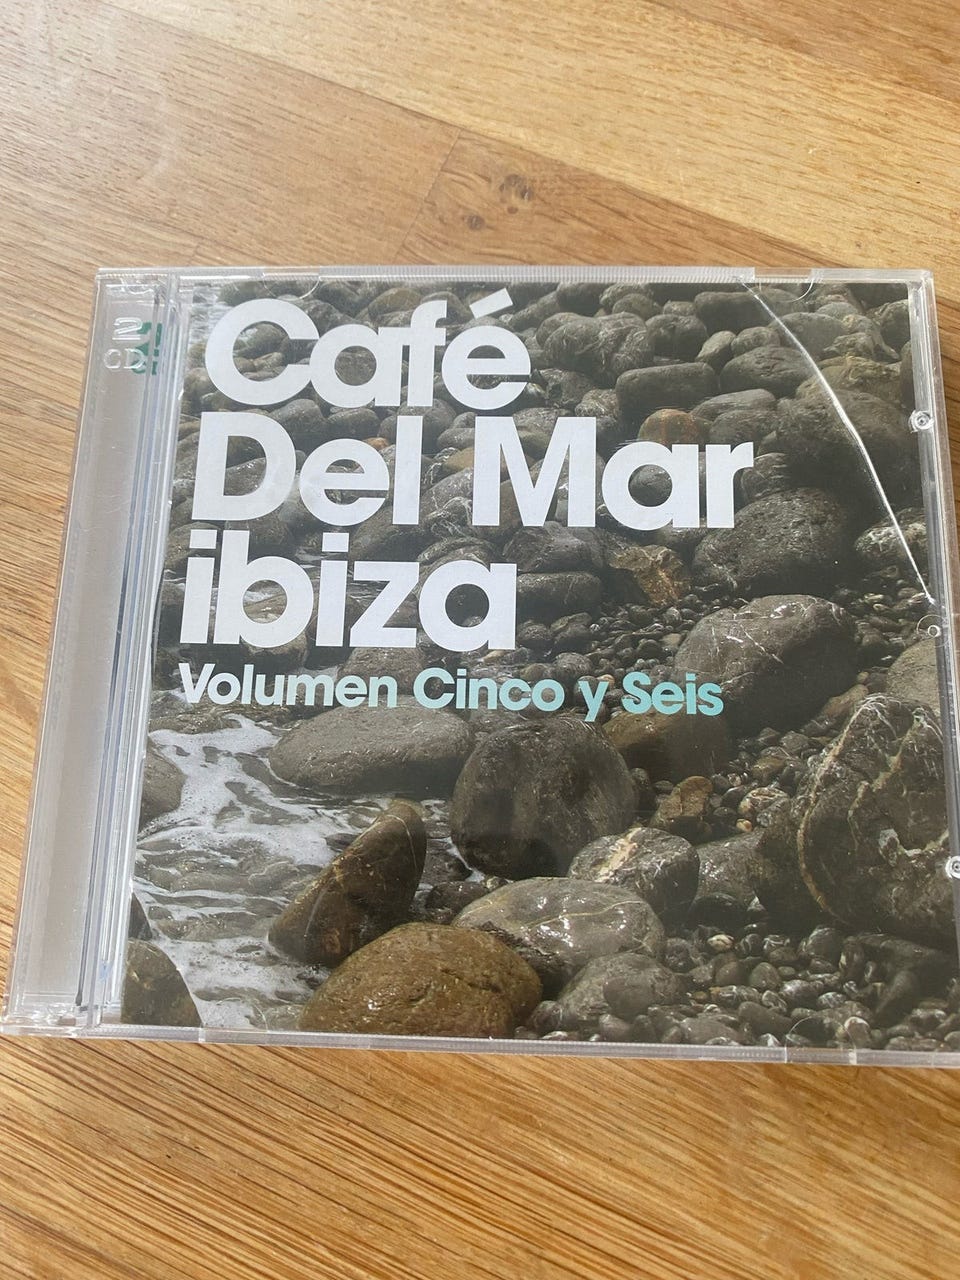 Café
Del Mar
ibiza
Volumen Cinco y Seis
2
CD